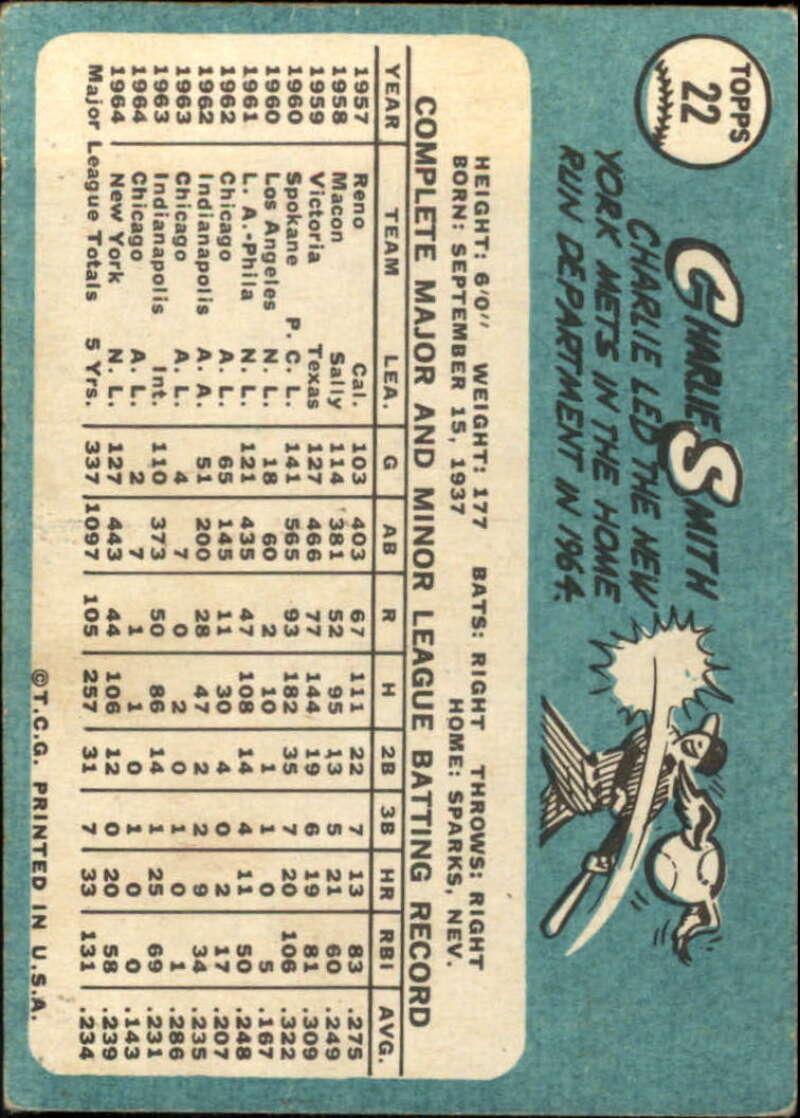 TOPPS
22
CHARLIE SMITH
CHARLIE LED THE NEW
YORK METS IN THE HOME
RUN DEPARTMENT IN 1964.
HEIGHT: 6'0" WEIGHT: 177 BATS: RIGHT THROWS: RIGHT
BORN: SEPTEMBER 15, 1937 HOME: SPARKS, NEV.
COMPLETE MAJOR AND MINOR LEAGUE BATTING RECORD
YEAR TEAM LEA. G AB R H 2B 3B HR RBI AVG.
1957 Reno Cal. 103 403 67 111 22 7 13 83 .275
1958 Macon Sally 114 381 52 95 13 5 21 60 .249
1959 Victoria Texas 127 466 77 144 19 6 19 81 .309
1960 Spokane P. C. L. 141 565 93 182 35 7 20 106 .322
1960 Los Angeles N. L. 18 60 2 10 1 1 0 5 .167
1961 L. A.-Phila N. L. 121 435 47 108 14 4 11 50 .248
1962 Chicago A. L. 65 145 11 30 4 0 2 17 .207
1962 Indianapolis A. A. 51 200 28 47 2 2 9 34 .235
1963 Chicago A. L. 4 7 0 2 0 1 0 1 .286
1963 Indianapolis Int. 110 373 50 86 14 1 25 69 .231
1964 Chicago A. L. 2 7 1 1 0 1 0 0 .143
1964 New York N. L. 127 443 44 106 12 0 20 58 .239
Major League Totals 5 Yrs. 337 1097 105 257 31 7 33 131 .234
©T.C.G. PRINTED IN U.S.A.